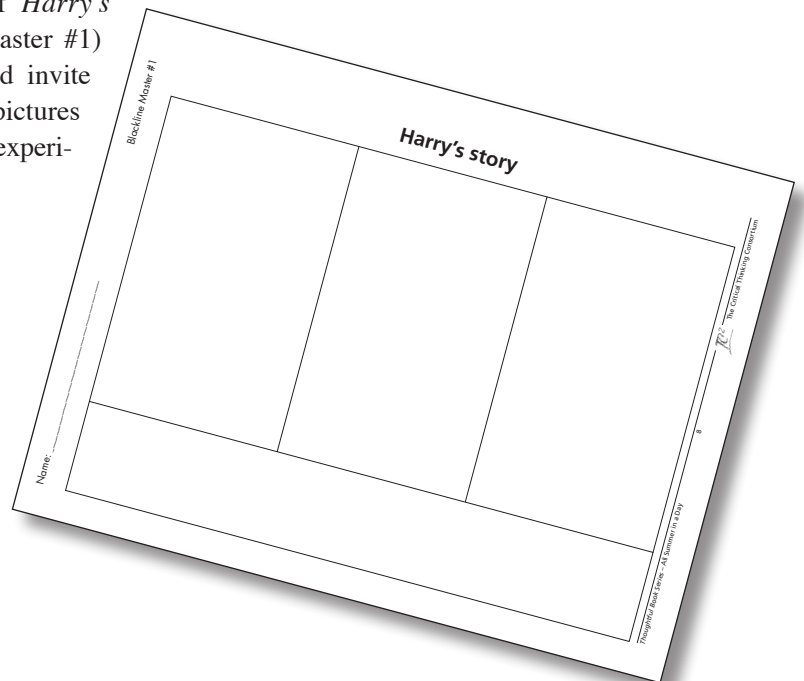 Harry's
aster #1)
d invite
pictures
experi-
Blackline Master #1
Harry's story
Name:
Thoughtful Book Series – All Summer in a Day
8
TC²
The Critical Thinking Consortium